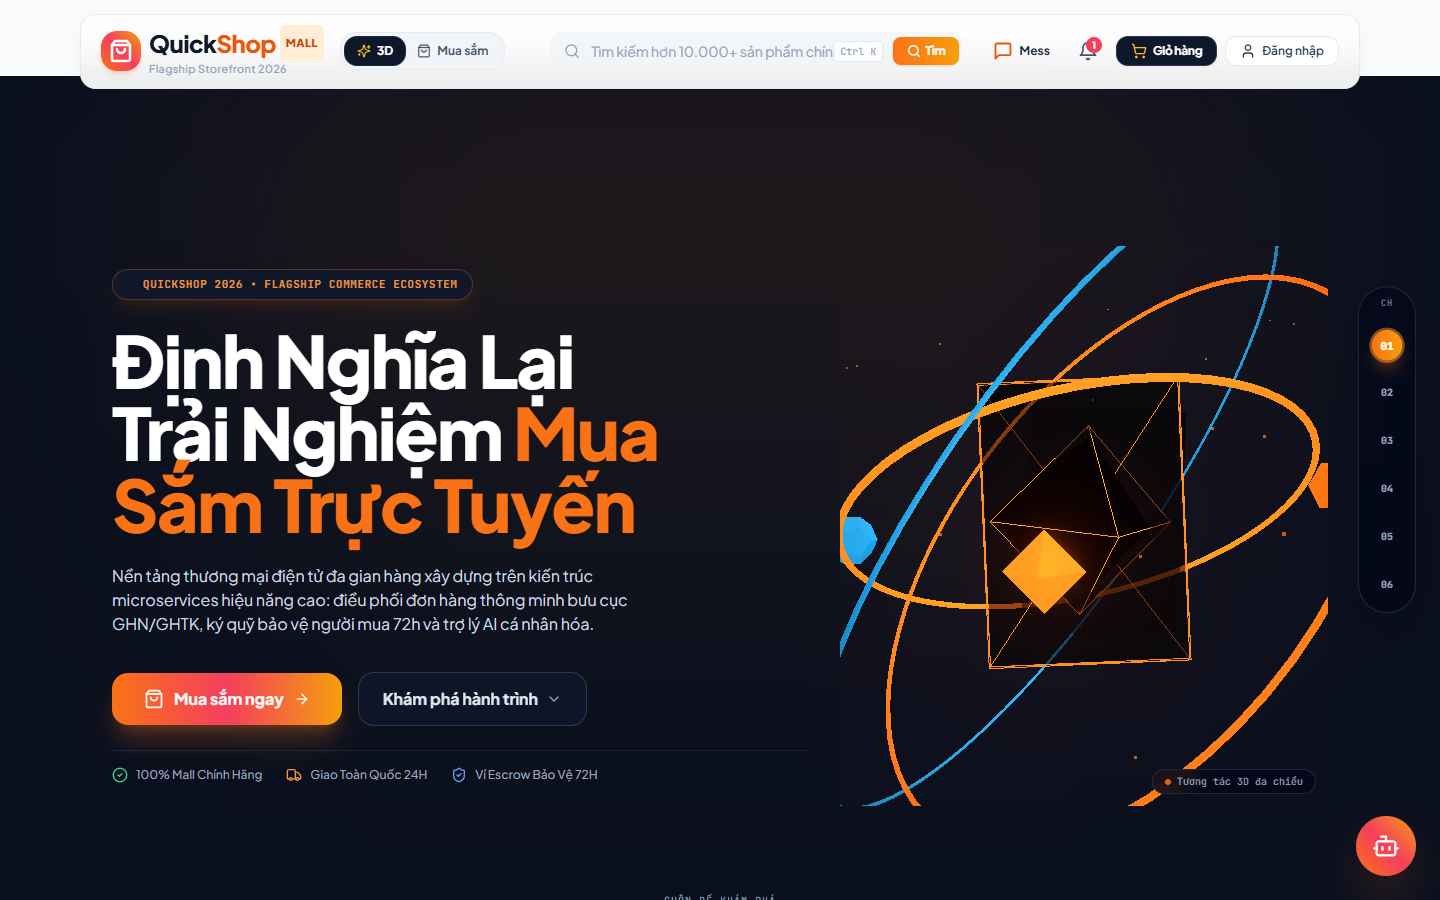 QuickShop MALL
Flagship Storefront 2026
3D
Mua sắm
Tìm kiếm hơn 10.000+ sản phẩm chín
Ctrl K
Tìm
Mess
1
Giỏ hàng
Đăng nhập
QUICKSHOP 2026 • FLAGSHIP COMMERCE ECOSYSTEM
Định Nghĩa Lại
Trải Nghiệm Mua
Sắm Trực Tuyến
Nền tảng thương mại điện tử đa gian hàng xây dựng trên kiến trúc
microservices hiệu năng cao: điều phối đơn hàng thông minh bưu cục
GHN/GHTK, ký quỹ bảo vệ người mua 72h và trợ lý AI cá nhân hóa.
Mua sắm ngay
Khám phá hành trình
100% Mall Chính Hãng
Giao Toàn Quốc 24H
Ví Escrow Bảo Vệ 72H
Tương tác 3D đa chiều
CH
01
02
03
04
05
06
CUỘN ĐỂ KHÁM PHÁ